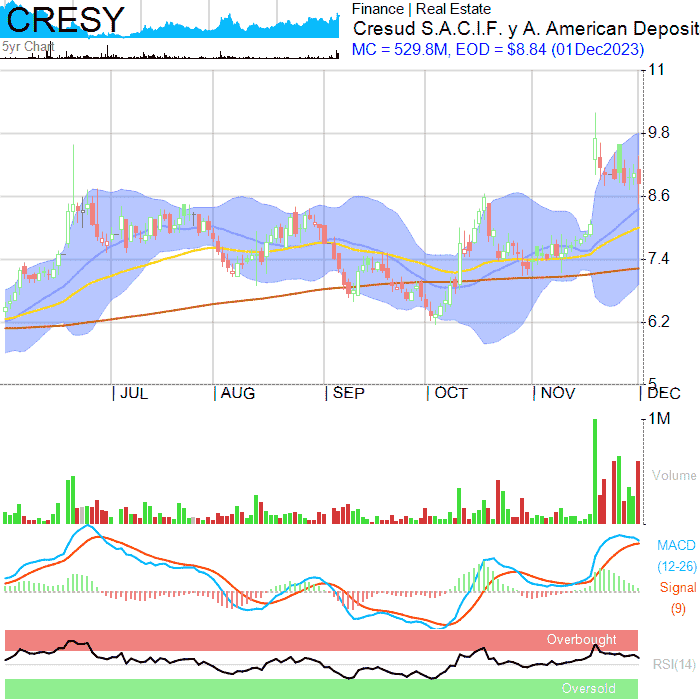 CRESY
5yr Chart
Finance | Real Estate
Cresud S.A.C.I.F. y A. American Deposit
MC = 529.8M, EOD = $8.84 (01Dec2023)
11
9.8
8.6
7.4
6.2
5
JUL AUG SEP OCT NOV DEC
1M
Volume
MACD
(12-26)
Signal
(9)
Overbought
RSI(14)
Oversold